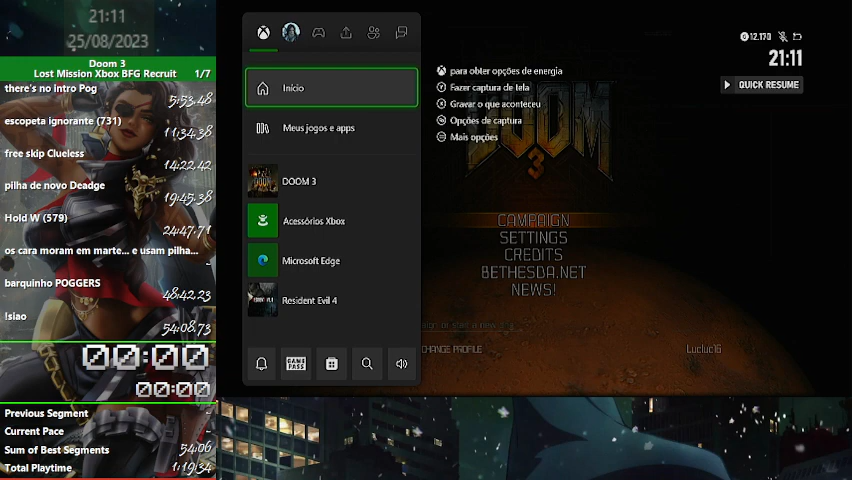 21:11
25/08/2023
Doom 3
Lost Mission Xbox BFG Recruit 1/7
there's no intro Pog
5:53.48
escopeta ignorante (731)
11:34.38
free skip Clueless
14:22.42
pilha de novo Deadge
19:45.38
Hold W (579)
24:47.71
os cara moram em marte... e usam pilha...
-
barquinho POGGERS
48:42.23
!siao
54:08.73
00:00
00:00
Previous Segment -
Current Pace -
Sum of Best Segments 54:06
Total Playtime 1:19:34
Início
Meus jogos e apps
DOOM 3
Acessórios Xbox
Microsoft Edge
Resident Evil 4
GAME PASS
para obter opções de energia
Fazer captura de tela
Gravar o que aconteceu
Opções de captura
Mais opções
G 12.170
21:11
QUICK RESUME
DOOM
3
CAMPAIGN
SETTINGS
CREDITS
BETHESDA.NET
NEWS!
CHANGE PROFILE
Lucluc16